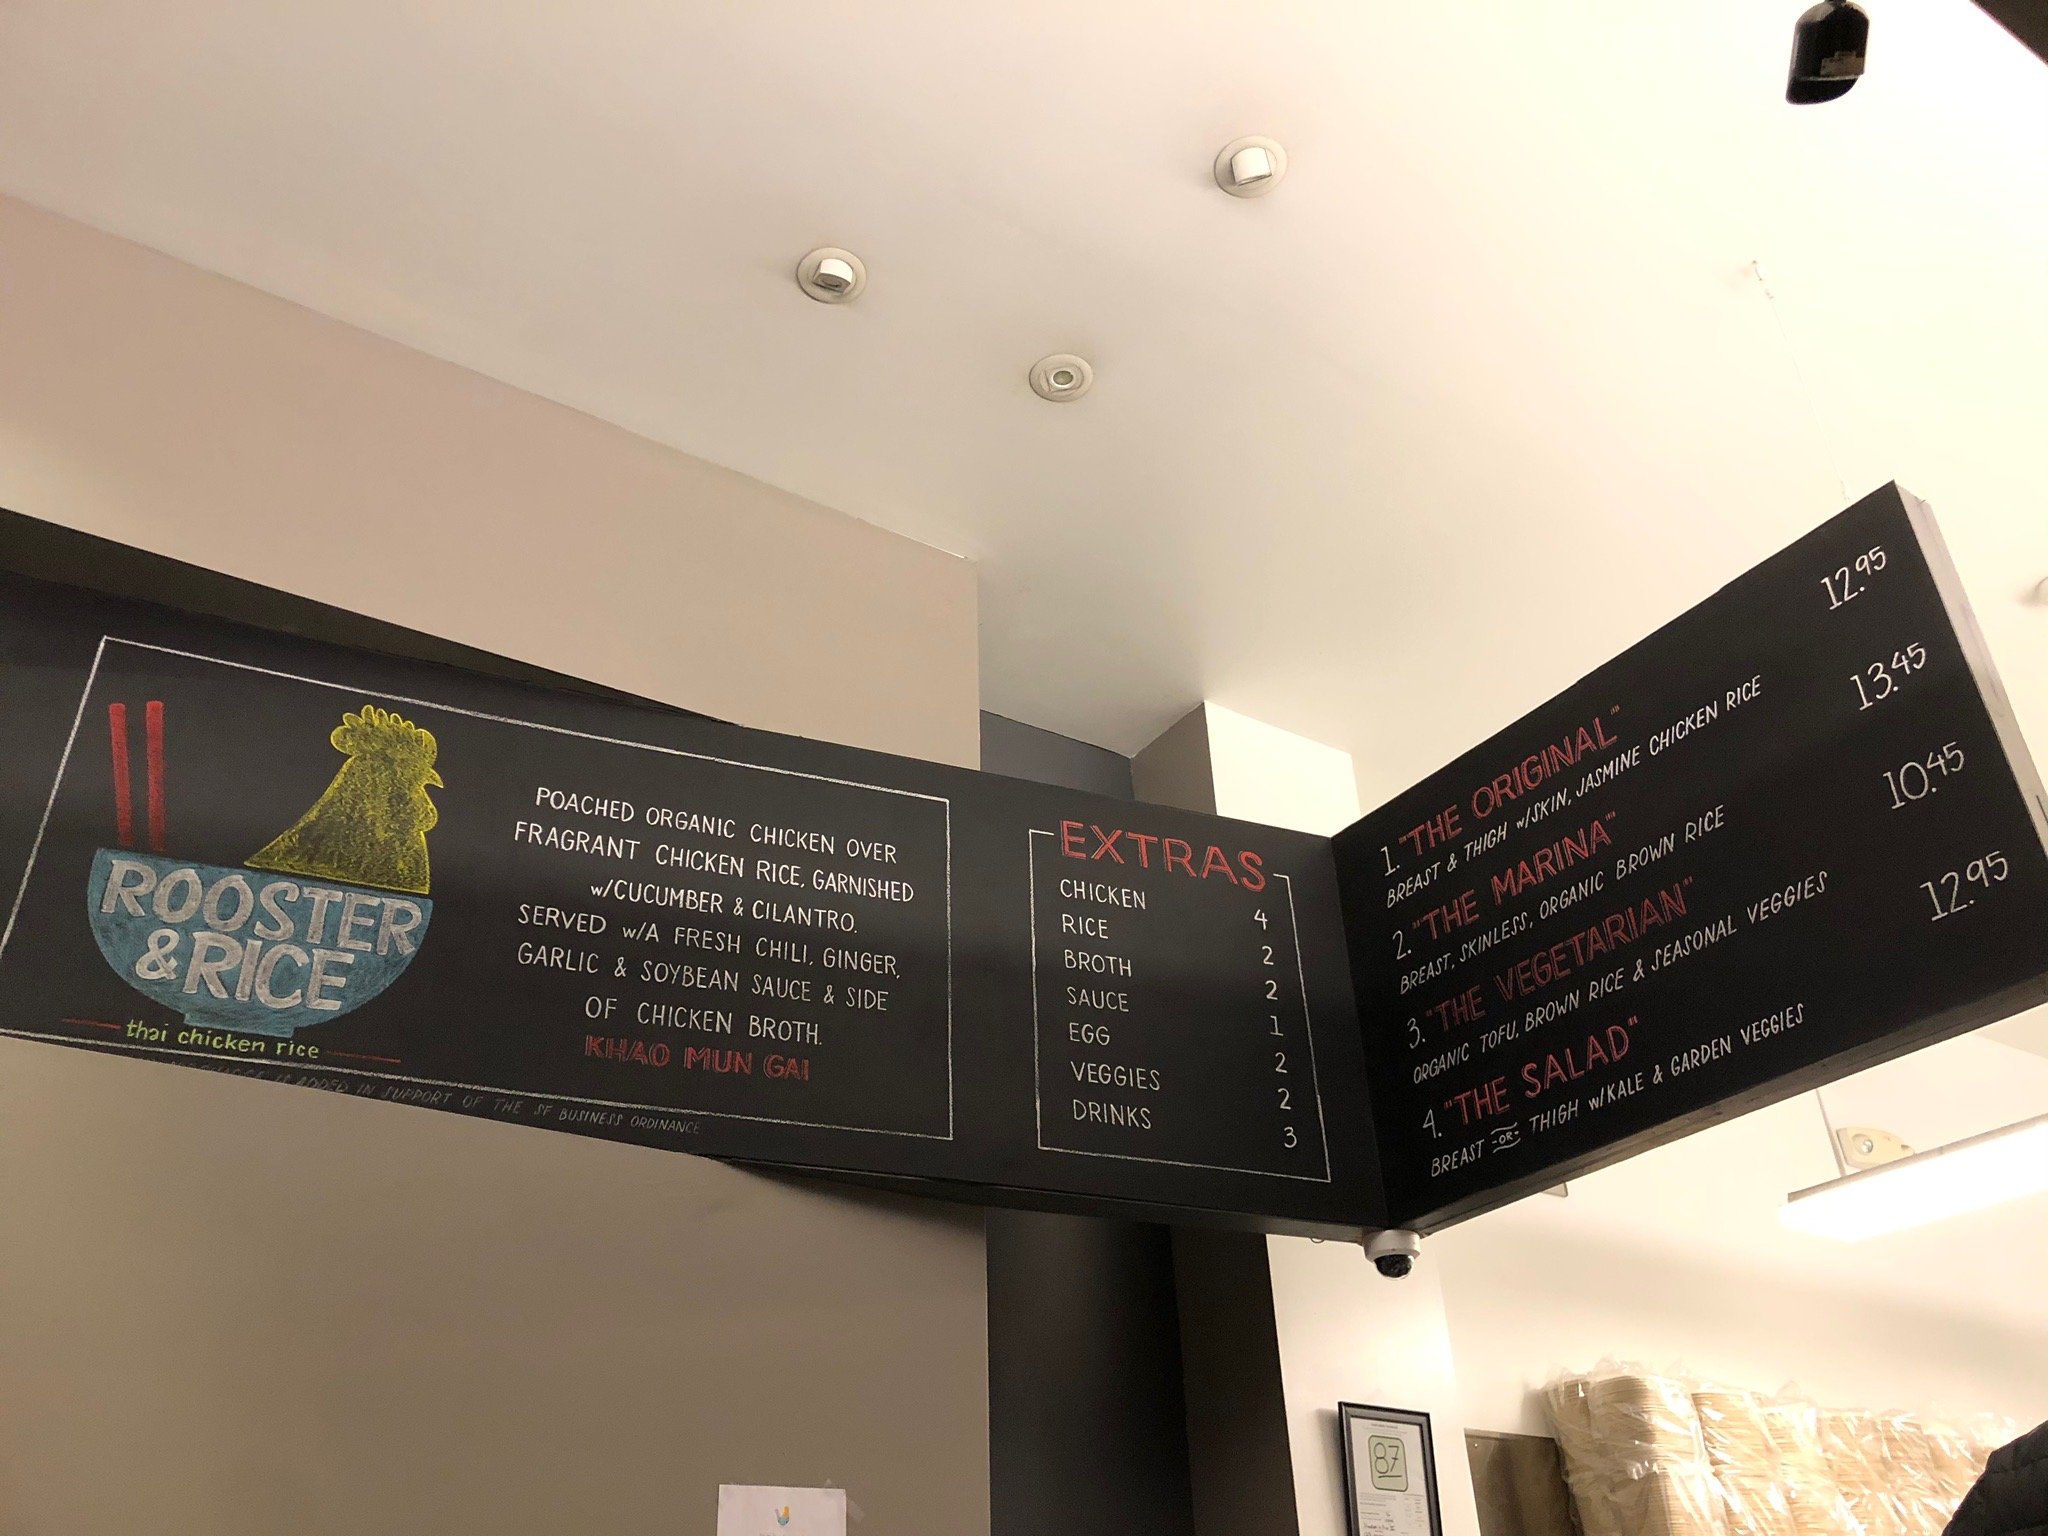 ROOSTER
&RICE
thai chicken rice
POACHED ORGANIC CHICKEN OVER
FRAGRANT CHICKEN RICE, GARNISHED
w/CUCUMBER & CILANTRO.
SERVED w/A FRESH CHILI, GINGER,
GARLIC & SOYBEAN SAUCE & SIDE
OF CHICKEN BROTH.
KHAO MUN GAI
IS ADDED IN SUPPORT OF THE SF BUSINESS ORDINANCE
EXTRAS
CHICKEN 4
RICE 2
BROTH 2
SAUCE 1
EGG 2
VEGGIES 2
DRINKS 3
1. "THE ORIGINAL" 12.95
BREAST & THIGH w/SKIN, JASMINE CHICKEN RICE
2. "THE MARINA" 13.45
BREAST, SKINLESS, ORGANIC BROWN RICE
3. "THE VEGETARIAN" 10.45
ORGANIC TOFU, BROWN RICE & SEASONAL VEGGIES
4. "THE SALAD" 12.95
BREAST -OR- THIGH w/KALE & GARDEN VEGGIES
87